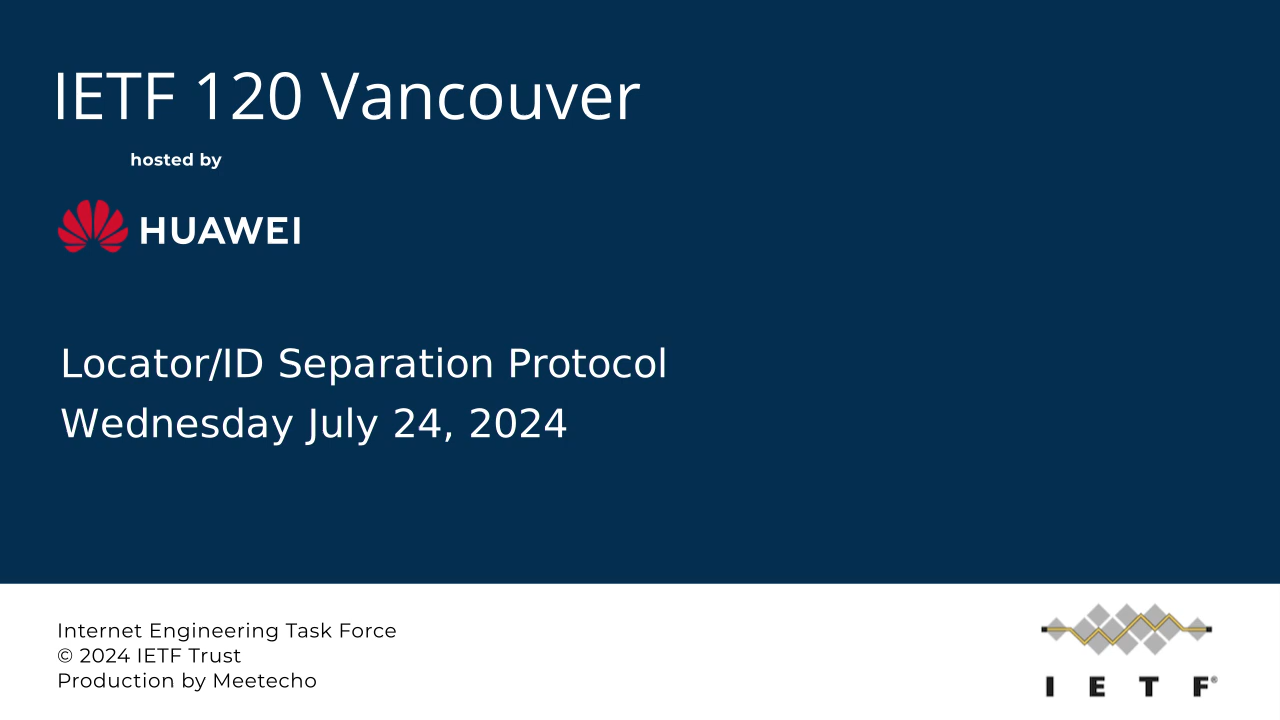 IETF 120 Vancouver
hosted by
HUAWEI
Locator/ID Separation Protocol
Wednesday July 24, 2024
Internet Engineering Task Force
© 2024 IETF Trust
Production by Meetecho
I E T F®